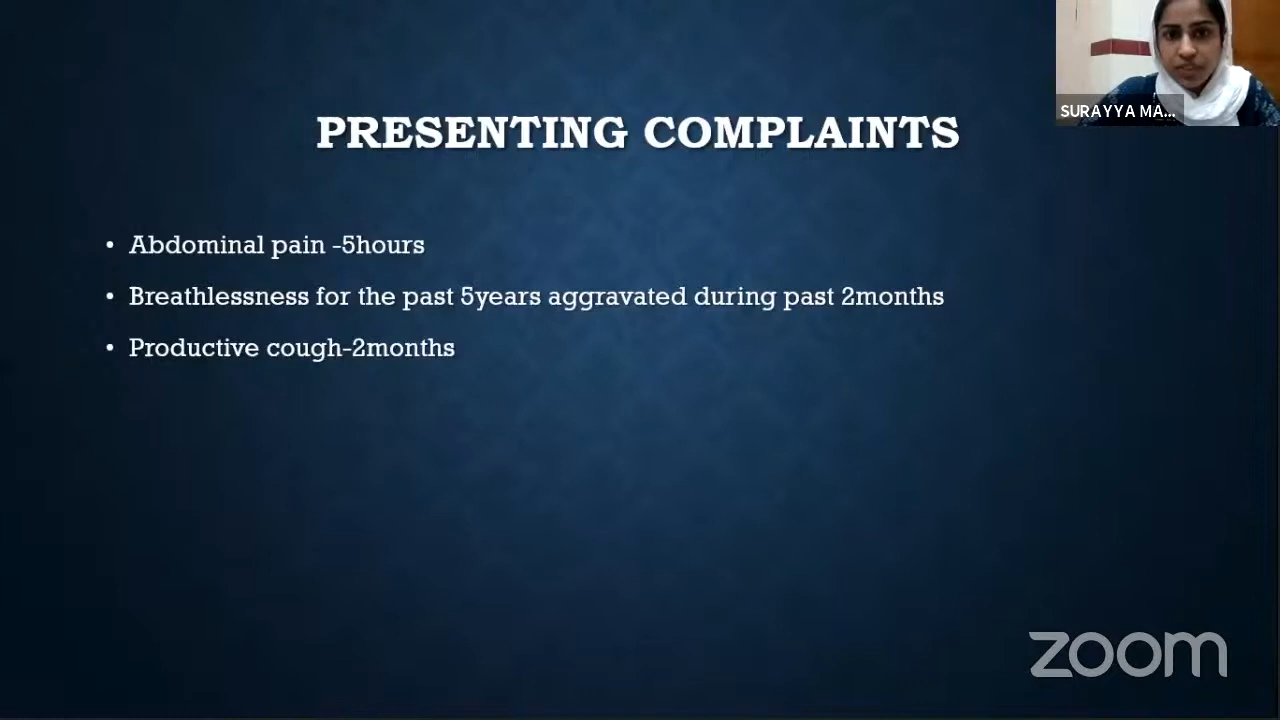 SURAYYA MA...
PRESENTING COMPLAINTS
• Abdominal pain -5hours
• Breathlessness for the past 5years aggravated during past 2months
• Productive cough-2months
zoom